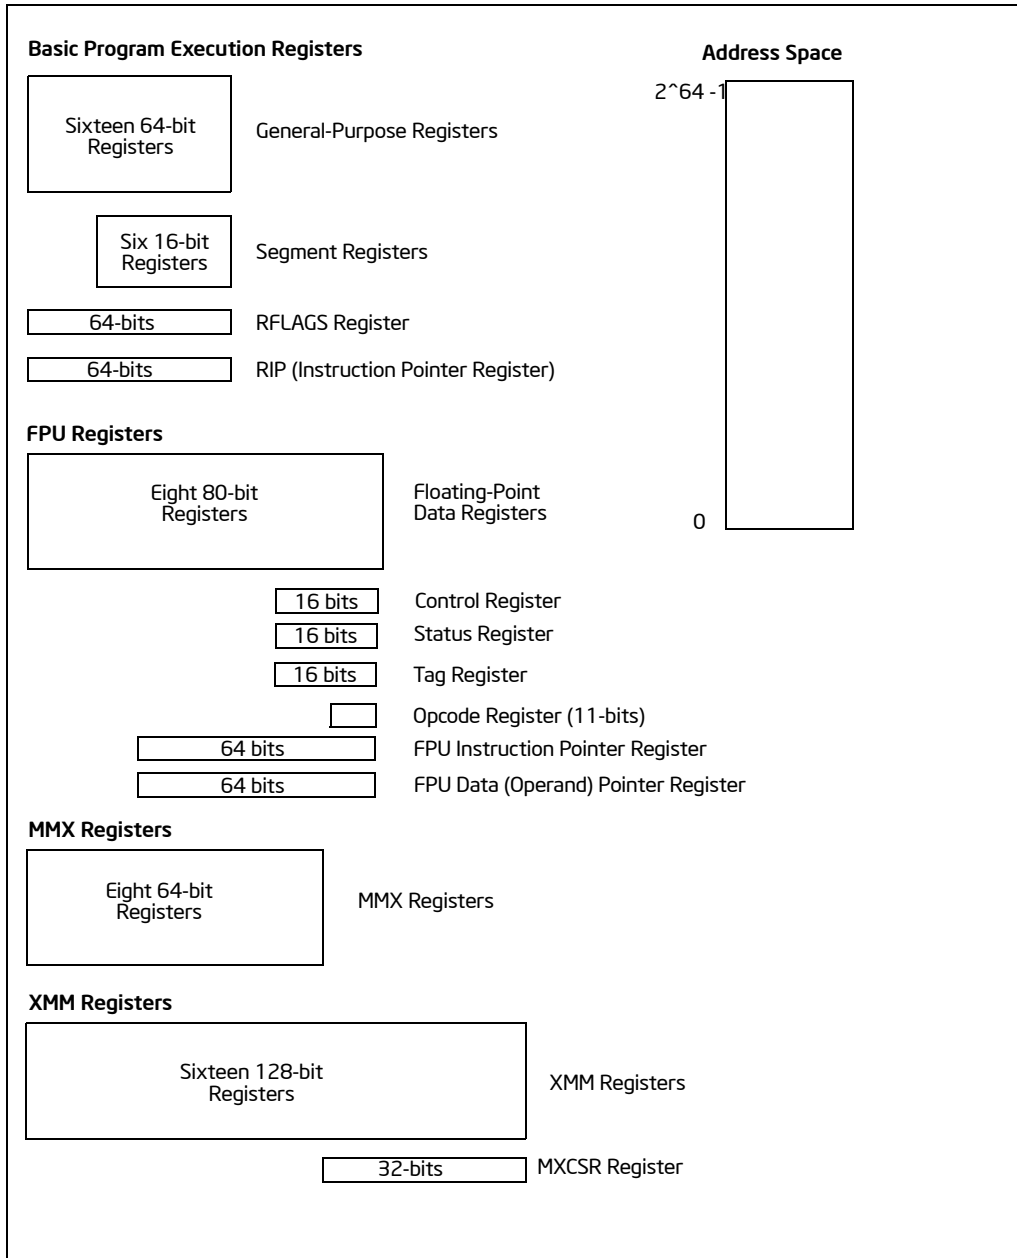 Basic Program Execution Registers
Address Space
2^64 -1
Sixteen 64-bit
Registers
General-Purpose Registers
Six 16-bit
Registers
Segment Registers
64-bits
RFLAGS Register
64-bits
RIP (Instruction Pointer Register)
FPU Registers
Eight 80-bit
Registers
Floating-Point
Data Registers
0
16 bits
Control Register
16 bits
Status Register
16 bits
Tag Register
Opcode Register (11-bits)
64 bits
FPU Instruction Pointer Register
64 bits
FPU Data (Operand) Pointer Register
MMX Registers
Eight 64-bit
Registers
MMX Registers
XMM Registers
Sixteen 128-bit
Registers
XMM Registers
32-bits
MXCSR Register